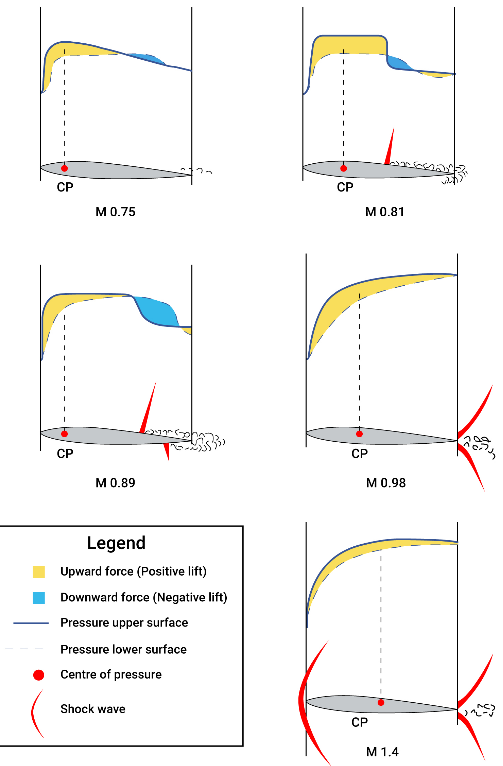 CP
M 0.75
CP
M 0.81
CP
M 0.89
CP
M 0.98
Legend
Upward force (Positive lift)
Downward force (Negative lift)
Pressure upper surface
Pressure lower surface
Centre of pressure
Shock wave
CP
M 1.4